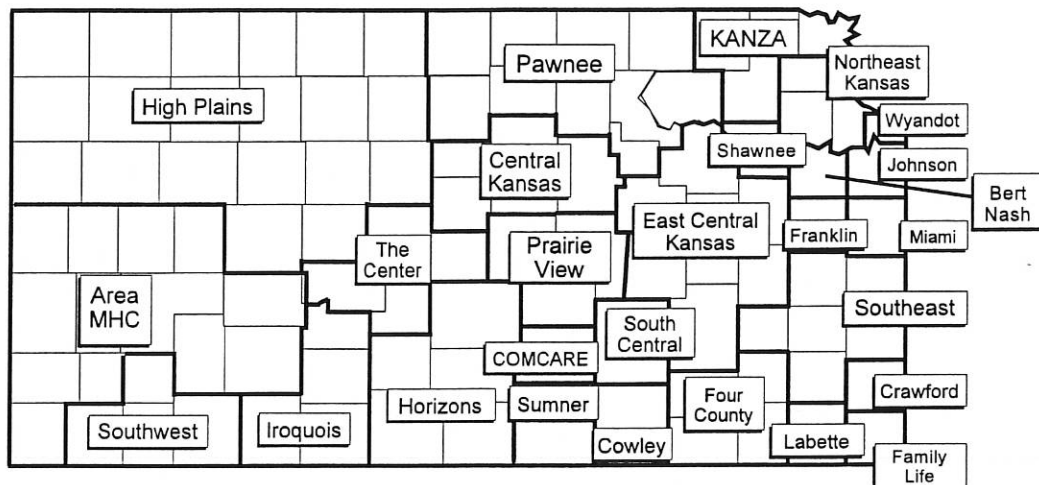 KANZA
Pawnee
Northeast
Kansas
High Plains
Wyandot
Shawnee
Johnson
Central
Kansas
Bert
Nash
East Central
Kansas
Franklin
Miami
The
Center
Prairie
View
Area
MHC
Southeast
South
Central
COMCARE
Crawford
Four
County
Horizons
Sumner
Southwest
Iroquois
Cowley
Labette
Family
Life